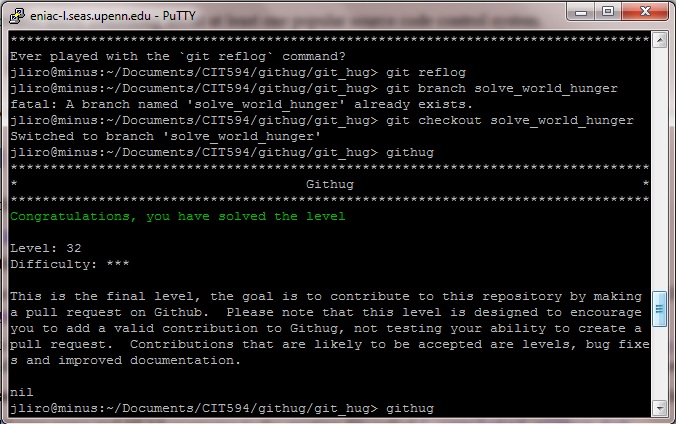 eniac-l.seas.upenn.edu - PuTTY
********************************************************************************
Ever played with the `git reflog` command?
jliro@minus:~/Documents/CIT594/githug/git_hug> git reflog
jliro@minus:~/Documents/CIT594/githug/git_hug> git branch solve_world_hunger
fatal: A branch named 'solve_world_hunger' already exists.
jliro@minus:~/Documents/CIT594/githug/git_hug> git checkout solve_world_hunger
Switched to branch 'solve_world_hunger'
jliro@minus:~/Documents/CIT594/githug/git_hug> githug
********************************************************************************
*                                    Githug                                    *
********************************************************************************
Congratulations, you have solved the level

Level: 32
Difficulty: ***

This is the final level, the goal is to contribute to this repository by making
a pull request on Github.  Please note that this level is designed to encourage
you to add a valid contribution to Githug, not testing your ability to create a
pull request.  Contributions that are likely to be accepted are levels, bug fixe
s and improved documentation.

nil
jliro@minus:~/Documents/CIT594/githug/git_hug> githug